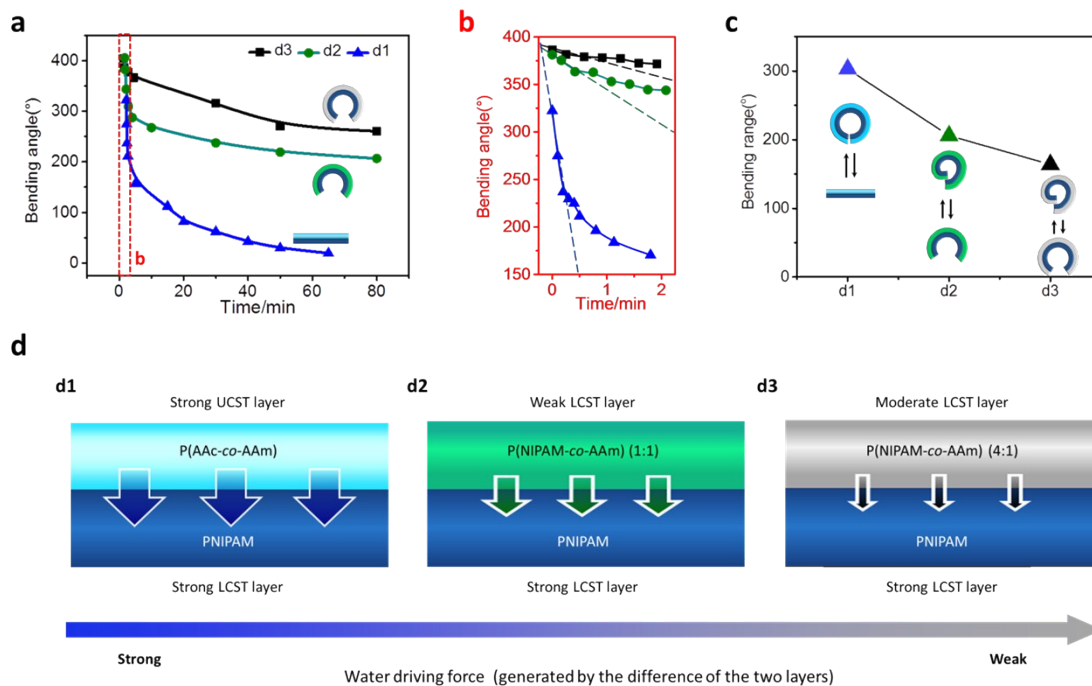 a
d3 d2 d1
Bending angle(°)
400
300
200
100
0
b
0 20 40 60 80
Time/min
b
Bending angle(°)
400
350
300
250
200
150
0 1 2
Time/min
c
Bending range(°)
400
300
200
100
0
d1 d2 d3
d
d1
Strong UCST layer
P(AAc-co-AAm)
PNIPAM
Strong LCST layer
d2
Weak LCST layer
P(NIPAM-co-AAm) (1:1)
PNIPAM
Strong LCST layer
d3
Moderate LCST layer
P(NIPAM-co-AAm) (4:1)
PNIPAM
Strong LCST layer
Strong
Weak
Water driving force (generated by the difference of the two layers)